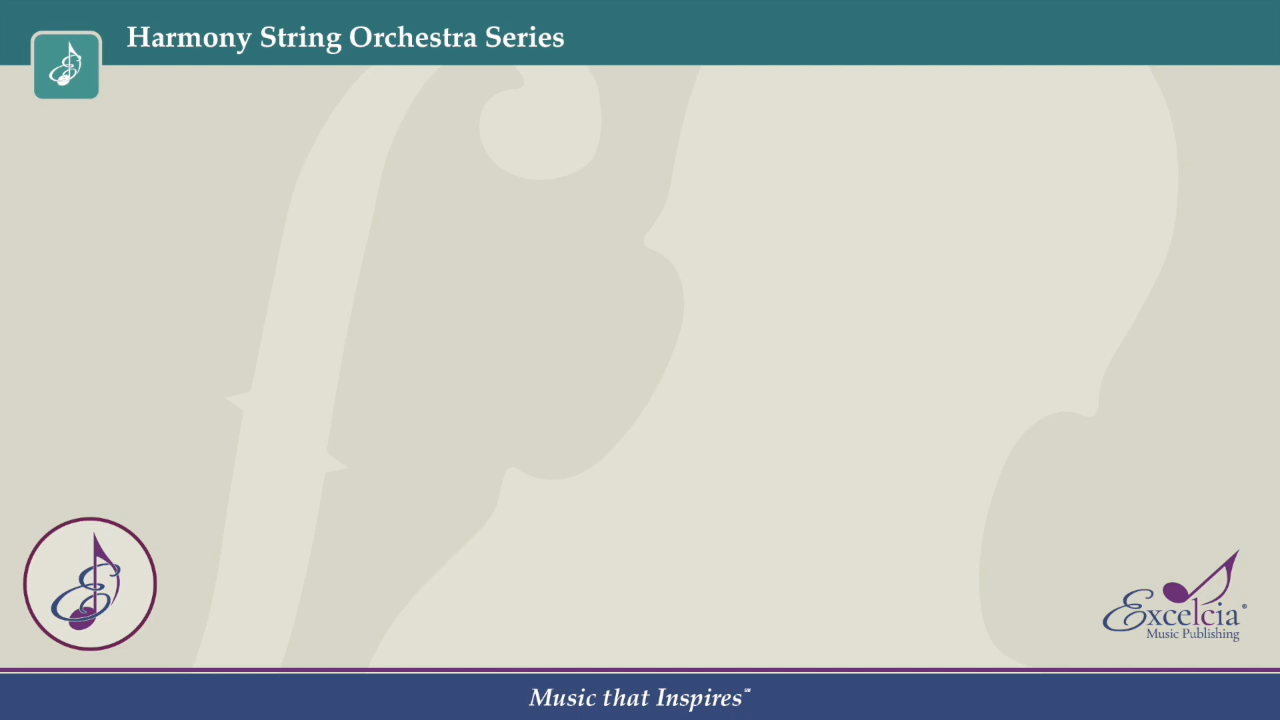 Harmony String Orchestra Series
Excelcia®
Music Publishing
Music that Inspires℠